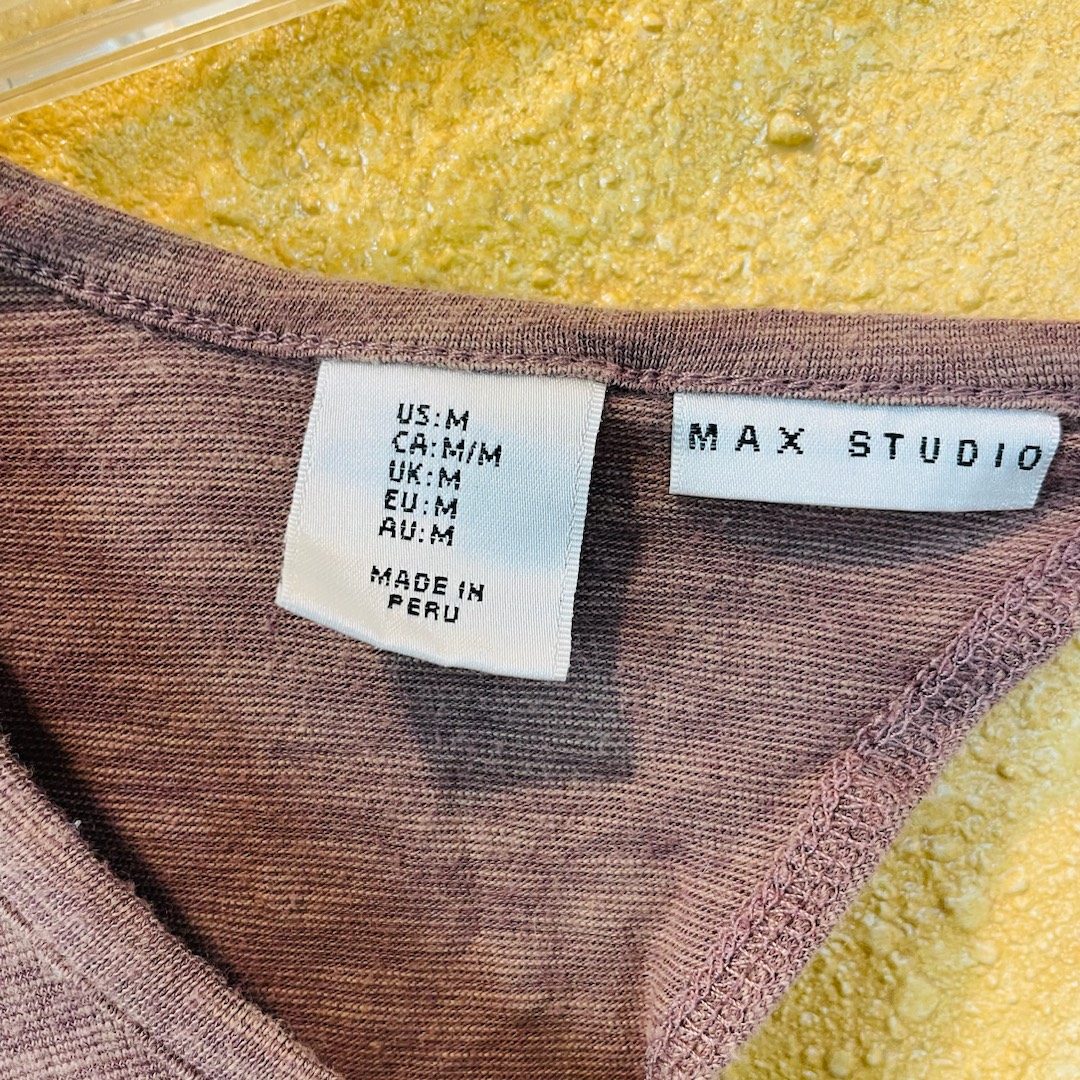 US:M
CA:M/M
UK:M
EU:M
AU:M
MADE IN
PERU
MAX STUDIO